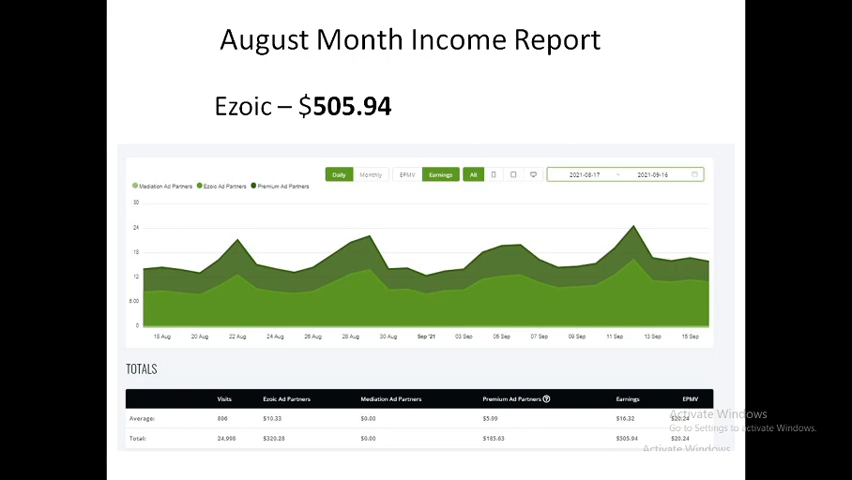 August Month Income Report
Ezoic – $505.94
Daily Monthly EPMV Earnings All 2021-08-17 ~ 2021-09-16
Mediation Ad Partners Ezoic Ad Partners Premium Ad Partners
30
24
18
12
6.00
0
18 Aug 20 Aug 22 Aug 24 Aug 26 Aug 28 Aug 30 Aug Sep '21 03 Sep 05 Sep 07 Sep 09 Sep 11 Sep 13 Sep 15 Sep
TOTALS
Visits Ezoic Ad Partners Mediation Ad Partners Premium Ad Partners Earnings EPMV
Average: 806 $10.33 $0.00 $5.99 $16.32 $20.24
Total: 24,998 $320.28 $0.00 $185.63 $505.94 $20.24
Activate Windows
Go to Settings to activate Windows.
Activate Windows